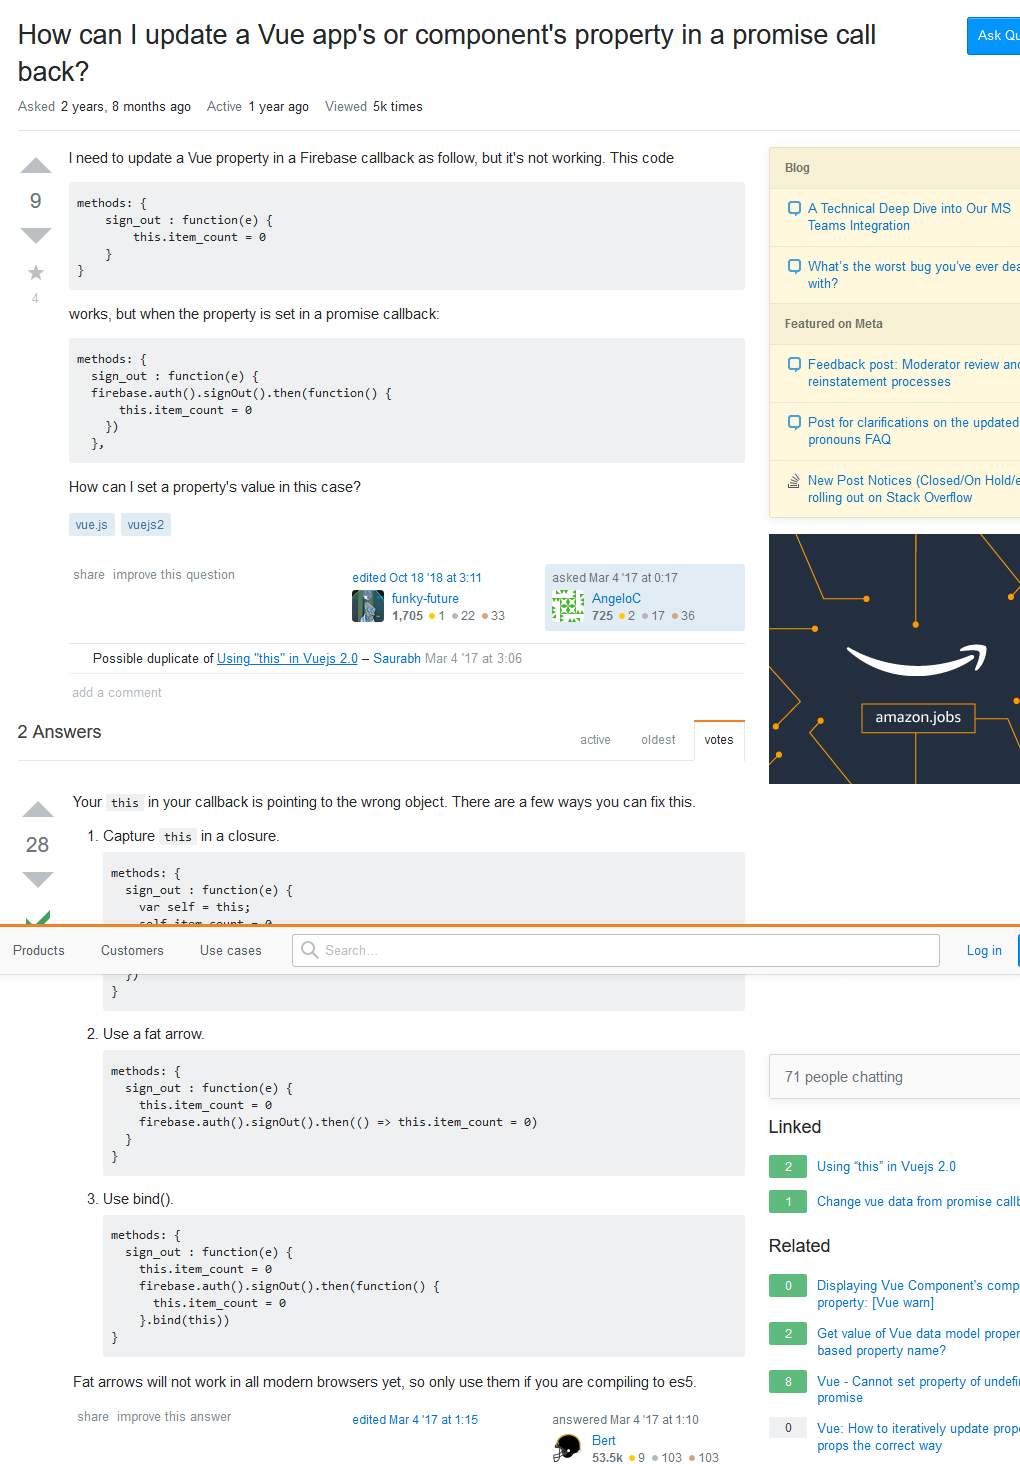 How can I update a Vue app's or component's property in a promise call
back?
Ask Qu
Asked 2 years, 8 months ago Active 1 year ago Viewed 5k times
9
4
I need to update a Vue property in a Firebase callback as follow, but it's not working. This code
methods: {
sign_out : function(e) {
this.item_count = 0
}
}
works, but when the property is set in a promise callback:
methods: {
sign_out : function(e) {
firebase.auth().signOut().then(function() {
this.item_count = 0
})
},
How can I set a property's value in this case?
vue.js vuejs2
share improve this question
edited Oct 18 '18 at 3:11
funky-future
1,705 1 22 33
asked Mar 4 '17 at 0:17
AngeloC
725 2 17 36
Possible duplicate of Using "this" in Vuejs 2.0 – Saurabh Mar 4 '17 at 3:06
add a comment
Blog
A Technical Deep Dive into Our MS
Teams Integration
What's the worst bug you've ever dea
with?
Featured on Meta
Feedback post: Moderator review and
reinstatement processes
Post for clarifications on the updated
pronouns FAQ
New Post Notices (Closed/On Hold/e
rolling out on Stack Overflow
amazon.jobs
2 Answers
active oldest votes
28
Your this in your callback is pointing to the wrong object. There are a few ways you can fix this.
1. Capture this in a closure.
methods: {
sign_out : function(e) {
var self = this;
self.item_count = 0
Products Customers Use cases Search... Log in
})
}
2. Use a fat arrow.
methods: {
sign_out : function(e) {
this.item_count = 0
firebase.auth().signOut().then(() => this.item_count = 0)
}
}
3. Use bind().
methods: {
sign_out : function(e) {
this.item_count = 0
firebase.auth().signOut().then(function() {
this.item_count = 0
}.bind(this))
}
Fat arrows will not work in all modern browsers yet, so only use them if you are compiling to es5.
share improve this answer
edited Mar 4 '17 at 1:15
answered Mar 4 '17 at 1:10
Bert
53.5k 9 103 103
71 people chatting
Linked
2 Using “this” in Vuejs 2.0
1 Change vue data from promise callb
Related
0 Displaying Vue Component's comp
property: [Vue warn]
2 Get value of Vue data model proper
based property name?
8 Vue - Cannot set property of undefi
promise
0 Vue: How to iteratively update prop
props the correct way